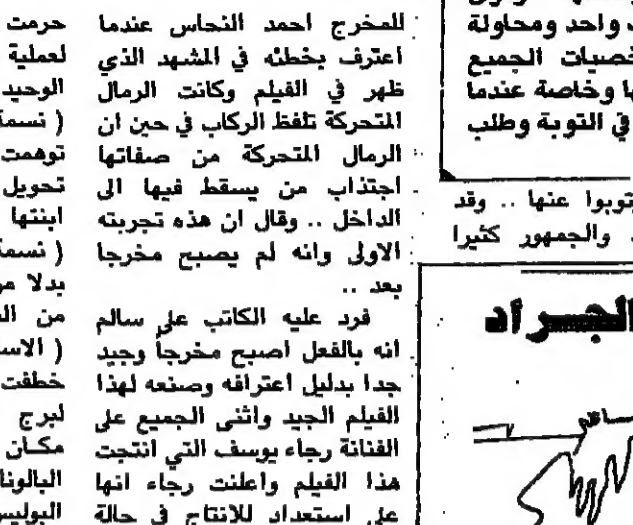 واحد ومحاولة
الجميع
ها وخاصة عندما
في التوبة وطلب
توبوا عنها .. وقد
والجمهور كثيرا
الجراد
للمخرج احمد النحاس عندما
اعترف بخطئه في المشهد الذي
ظهر في الفيلم وكانت الرمال
المتحركة تلفظ الركاب في حين ان
الرمال المتحركة من صفاتها
اجتذاب من يسقط فيها الى
الداخل .. وقال ان هذه تجربته
الاولى وانه لم يصبح مخرجا
بعد ..
فرد عليه الكاتب علي سالم
انه بالفعل اصبح مخرجاً وجيد
جدا بدليل اعترافه وصنعه لهذا
الفيلم الجيد واثنى الجميع على
الفنانة رجاء يوسف التي انتجت
هذا الفيلم واعلنت رجاء انها
على استعداد للانتاج في حالة
حرمت
لعملية
الوحيد
( نسمة
توهمت
تحويل
ابنتها
( نسمة
بدلا من
من
( الاس
خطفت
لبرج
مكان
البالونا
البوليس